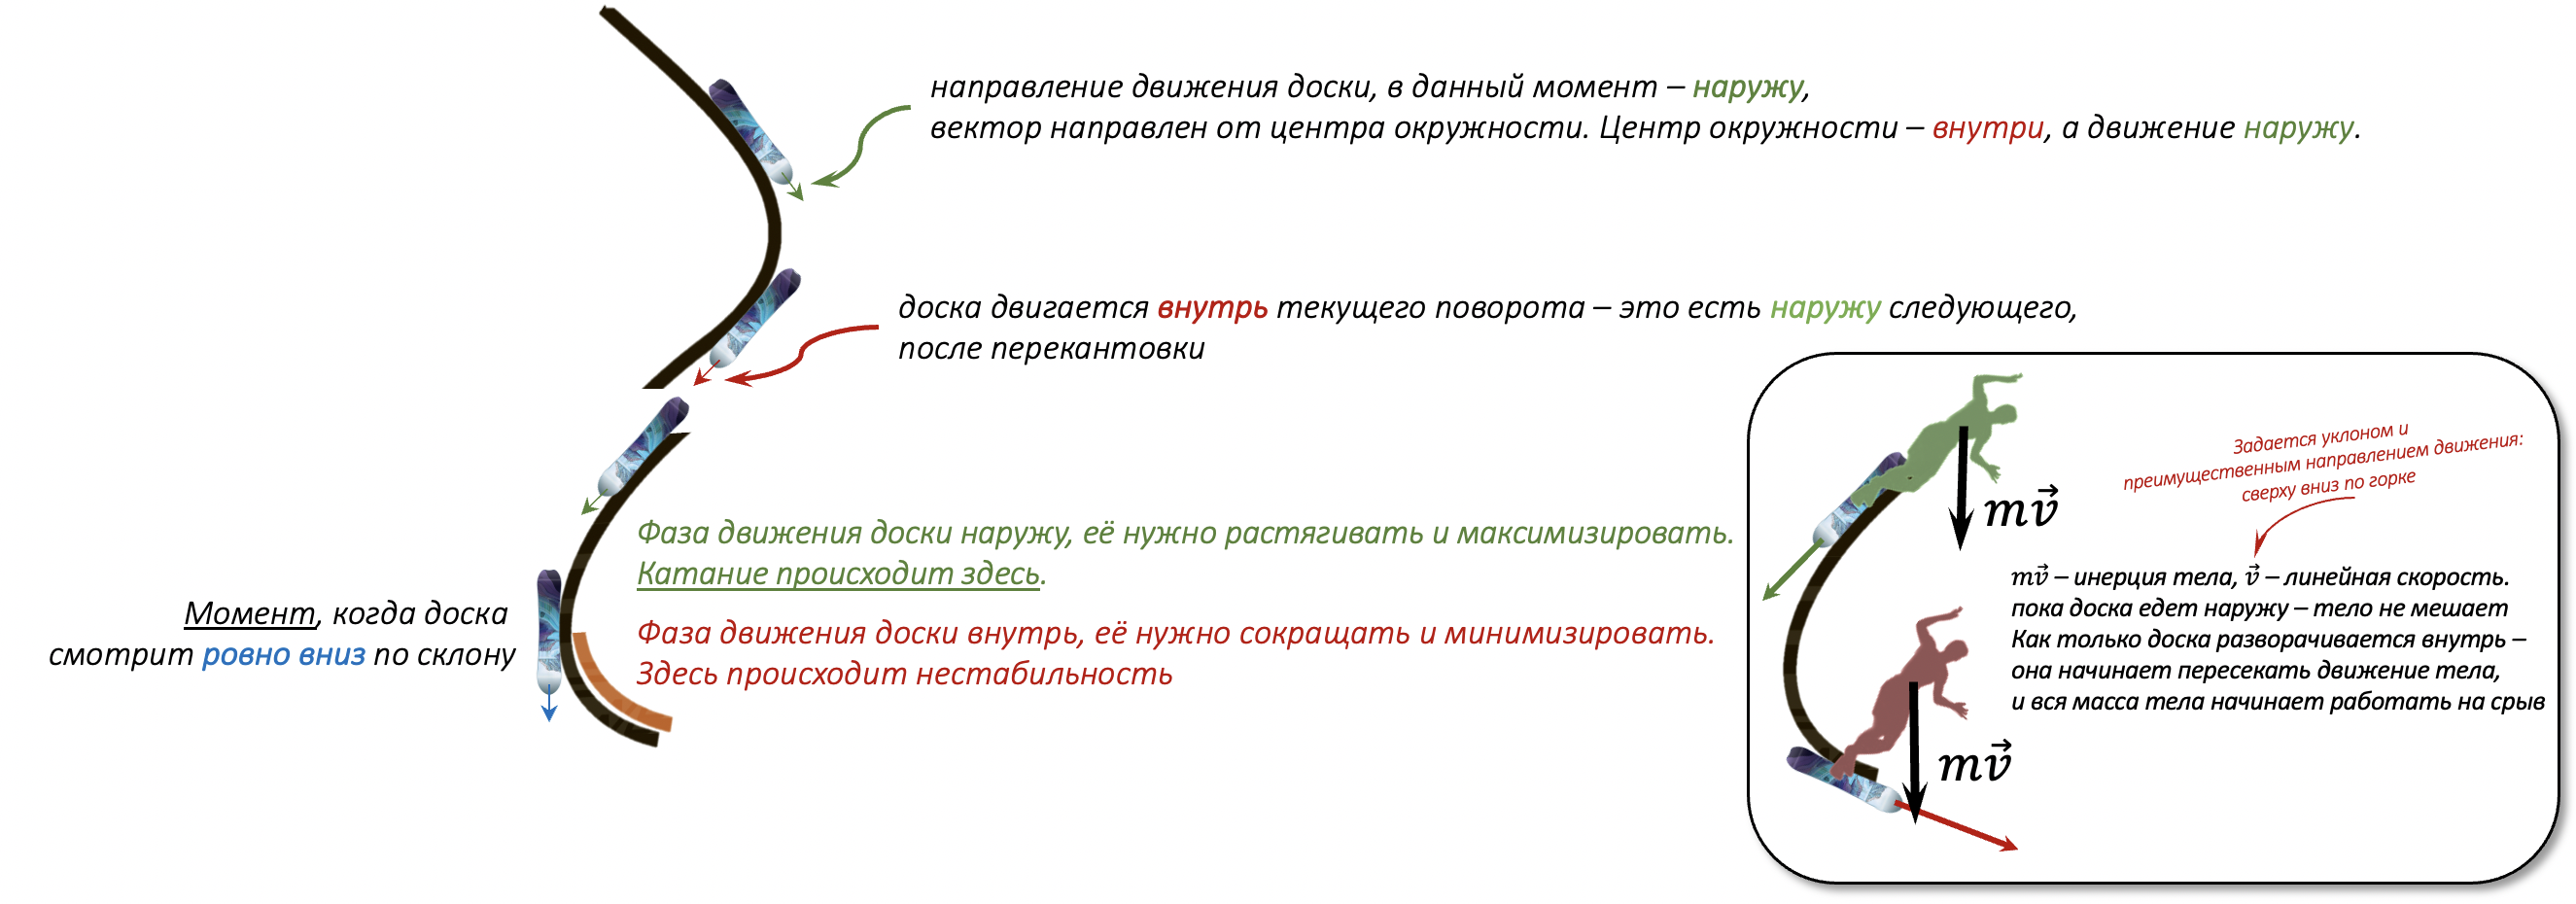 направление движения доски, в данный момент – наружу,
вектор направлен от центра окружности. Центр окружности – внутри, а движение наружу.
доска двигается внутрь текущего поворота – это есть наружу следующего,
после перекантовки
Фаза движения доски наружу, её нужно растягивать и максимизировать.
Катание происходит здесь.
Момент, когда доска
смотрит ровно вниз по склону
Фаза движения доски внутрь, её нужно сокращать и минимизировать.
Здесь происходит нестабильность
Задается уклоном и
преимущественным направлением движения:
сверху вниз по горке
mv⃗
mv⃗ – инерция тела, v⃗ – линейная скорость.
пока доска едет наружу – тело не мешает
Как только доска разворачивается внутрь –
она начинает пересекать движение тела,
и вся масса тела начинает работать на срыв
mv⃗